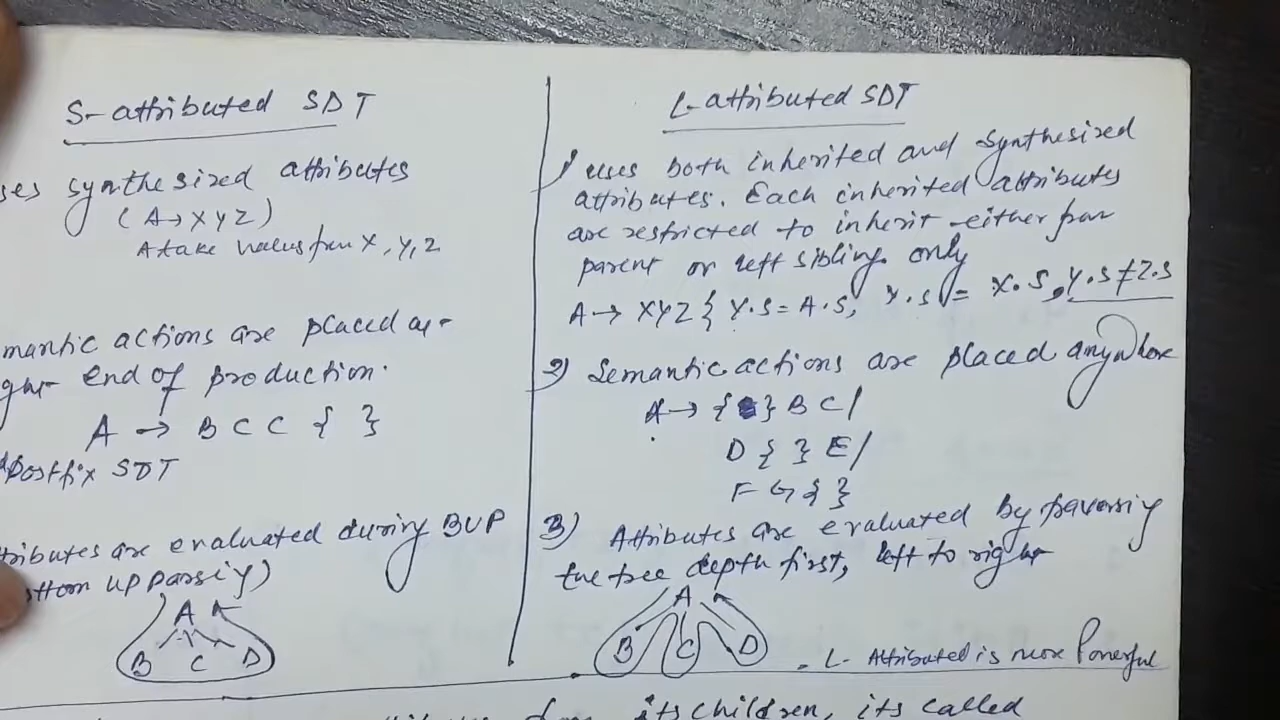 S-attributed SDT
ses synthesized attributes
(A→XYZ)
A take values from X, Y, Z
mantic actions are placed at
end of production.
A → BCC { }
Postfix SDT
tributes are evaluated during BUP
ttom up parsing)
A
B C D
L-attributed SDT
1) uses both inherited and synthesized
attributes. Each inherited attributes
are restricted to inherit either from
parent or left sibling only
A → XYZ { Y.S = A.S, Y.S = X.S, Y.S ≠ Z.S
2) Semantic actions are placed anywhere
A → { } B C /
D { } E /
F G { }
3) Attributes are evaluated by traversing
the tree depth first, left to right
A
B C D
- L-Attributed is more Powerful
its children, its called